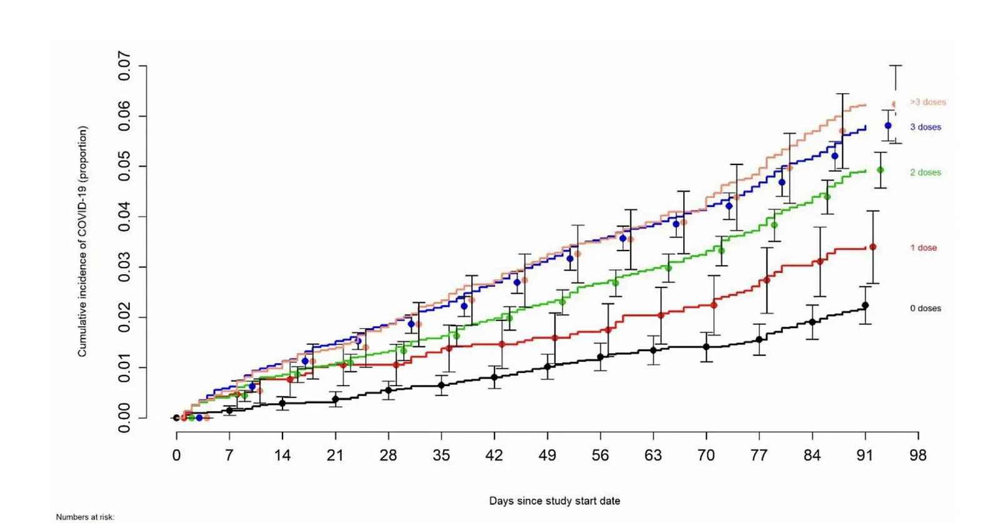 0.07
0.06
0.05
0.04
0.03
0.02
0.01
0.00
Cumulative incidence of COVID-19 (proportion)
>3 doses
3 doses
2 doses
1 dose
0 doses
0 7 14 21 28 35 42 49 56 63 70 77 84 91 98
Days since study start date
Numbers at risk: